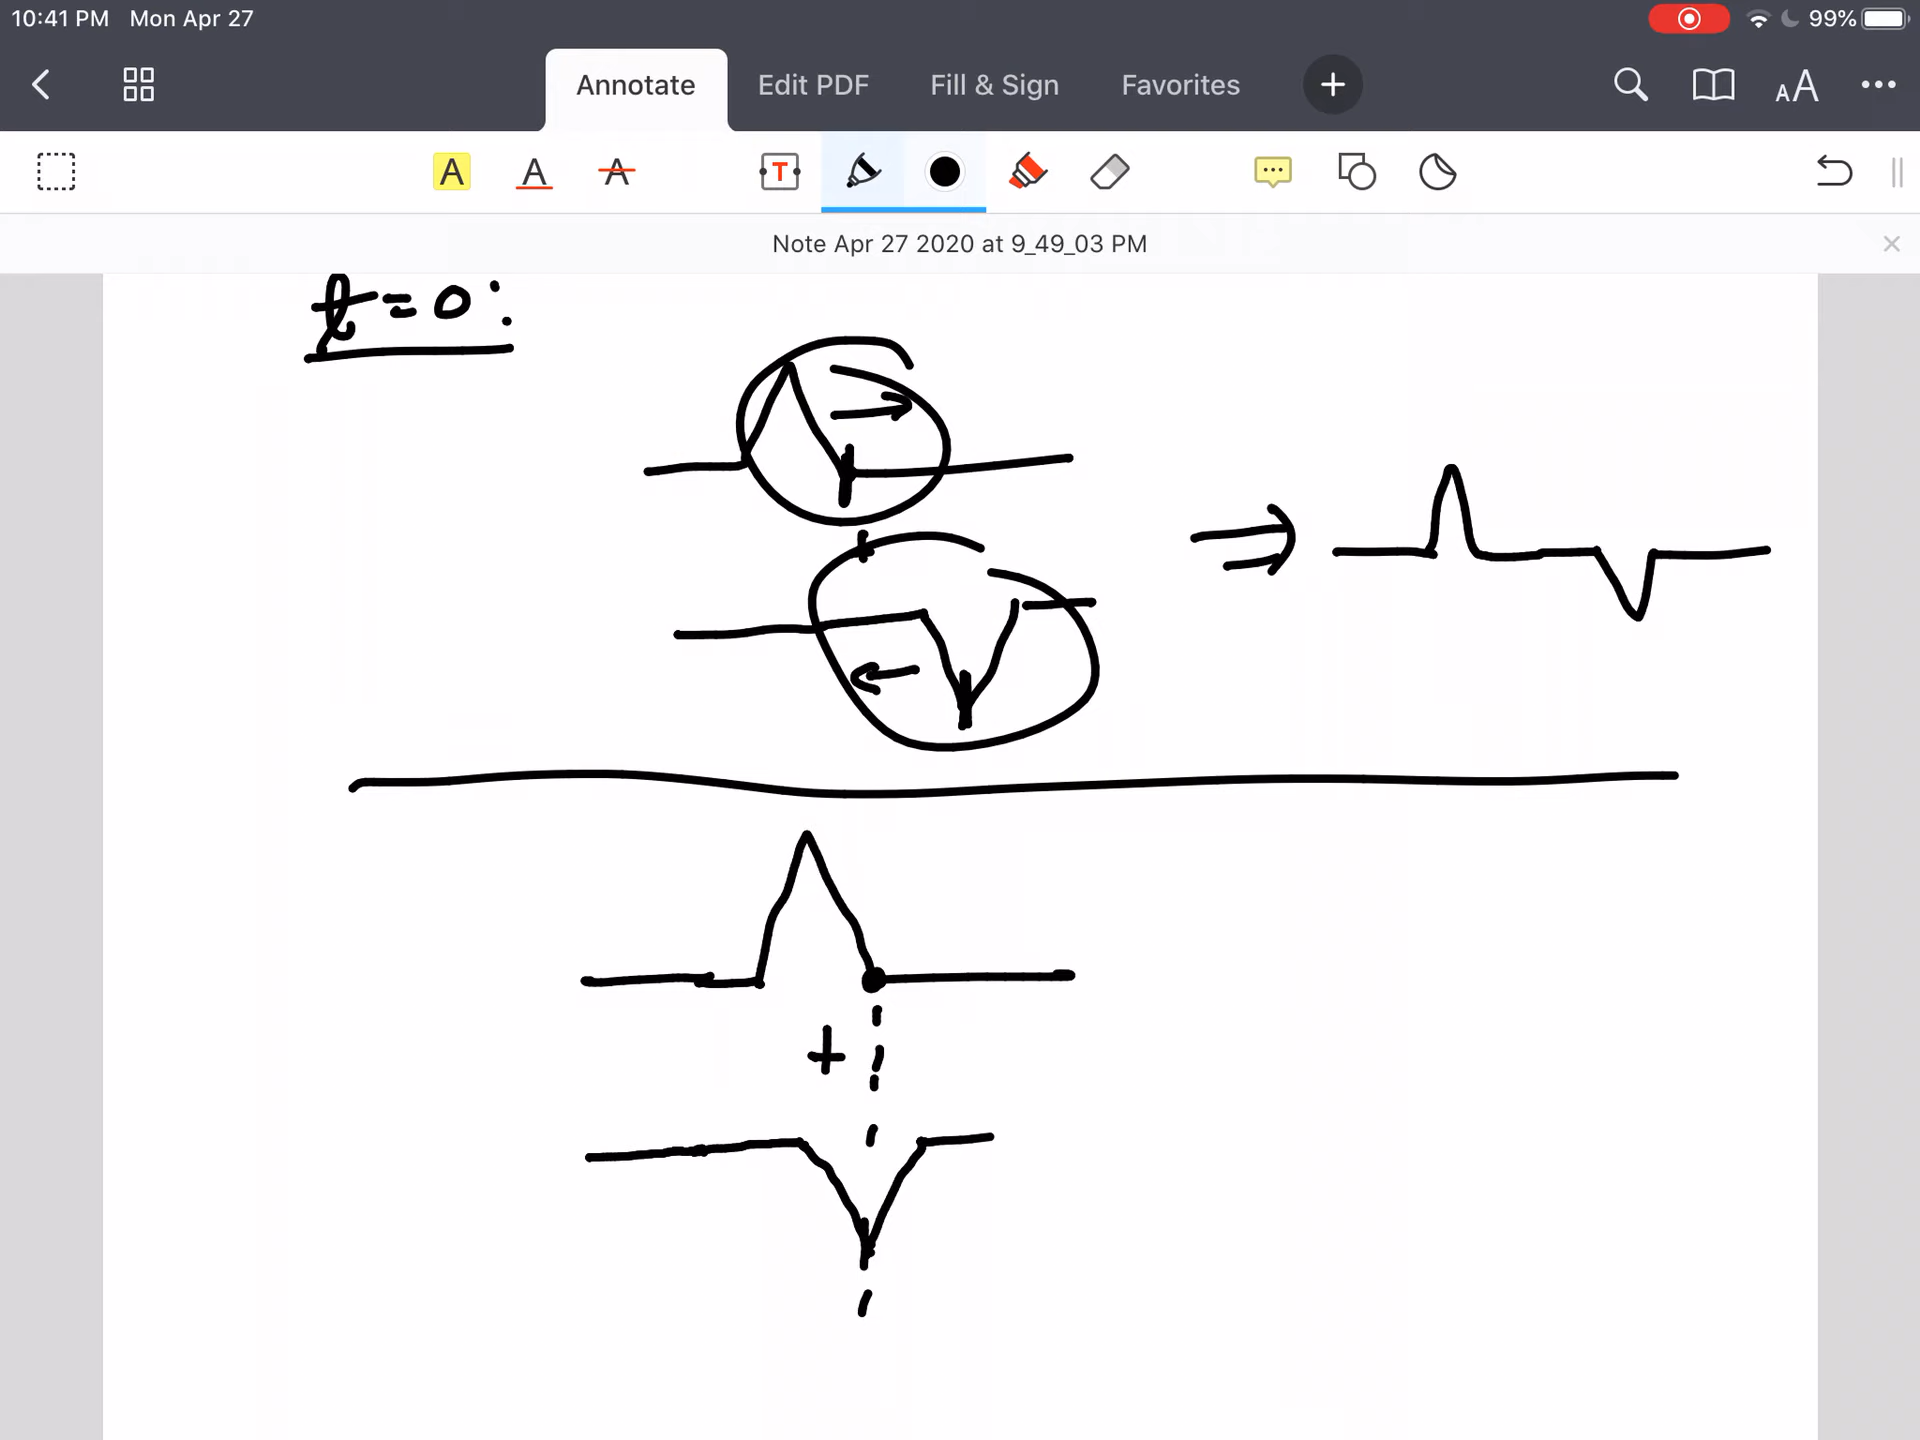 10:41 PM Mon Apr 27 99%
Annotate Edit PDF Fill & Sign Favorites
A A A T AA
Note Apr 27 2020 at 9_49_03 PM
t=0:
+
+